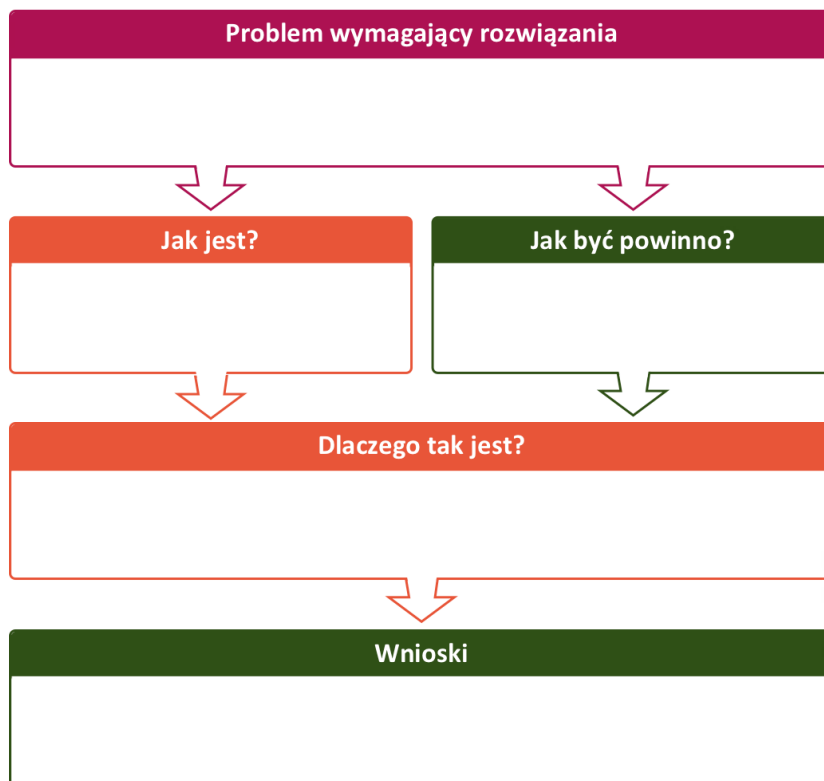 Problem wymagający rozwiązania
Jak jest?
Jak być powinno?
Dlaczego tak jest?
Wnioski